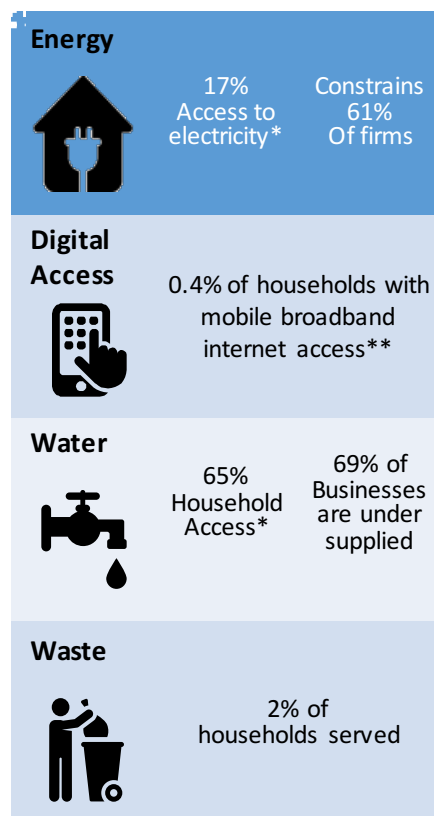 Energy
17%
Access to
electricity*
Constrains
61%
Of firms
Digital
Access
0.4% of households with
mobile broadband
internet access**
Water
65%
Household
Access*
69% of
Businesses
are under
supplied
Waste
2% of
households served